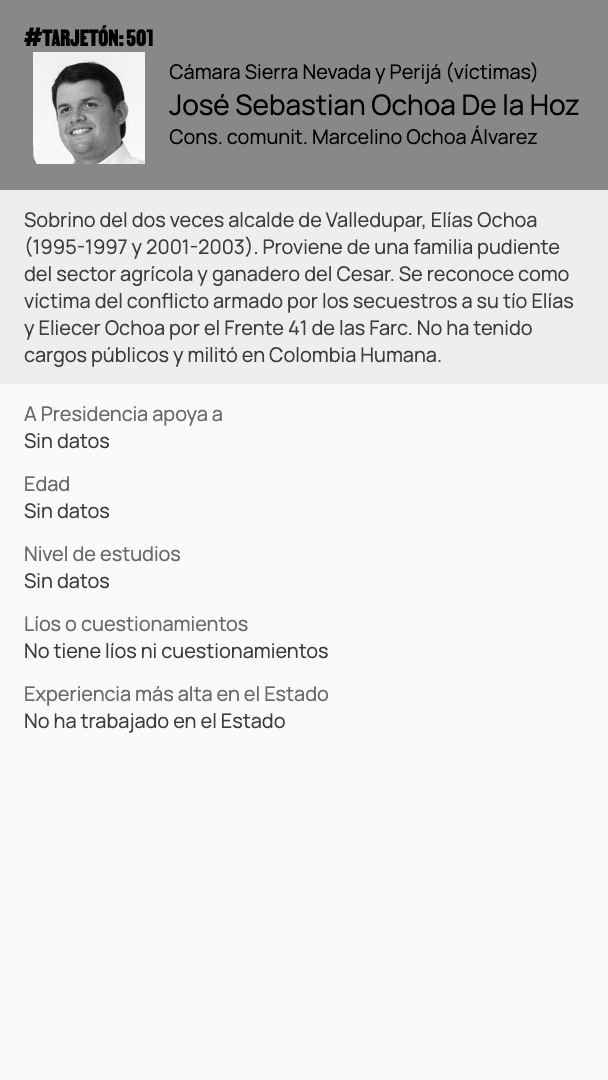 #TARJETÓN: 501
Cámara Sierra Nevada y Perijá (víctimas)
José Sebastian Ochoa De la Hoz
Cons. comunit. Marcelino Ochoa Álvarez
Sobrino del dos veces alcalde de Valledupar, Elías Ochoa
(1995-1997 y 2001-2003). Proviene de una familia pudiente
del sector agrícola y ganadero del Cesar. Se reconoce como
víctima del conflicto armado por los secuestros a su tío Elías
y Eliecer Ochoa por el Frente 41 de las Farc. No ha tenido
cargos públicos y militó en Colombia Humana.
A Presidencia apoya a
Sin datos
Edad
Sin datos
Nivel de estudios
Sin datos
Líos o cuestionamientos
No tiene líos ni cuestionamientos
Experiencia más alta en el Estado
No ha trabajado en el Estado